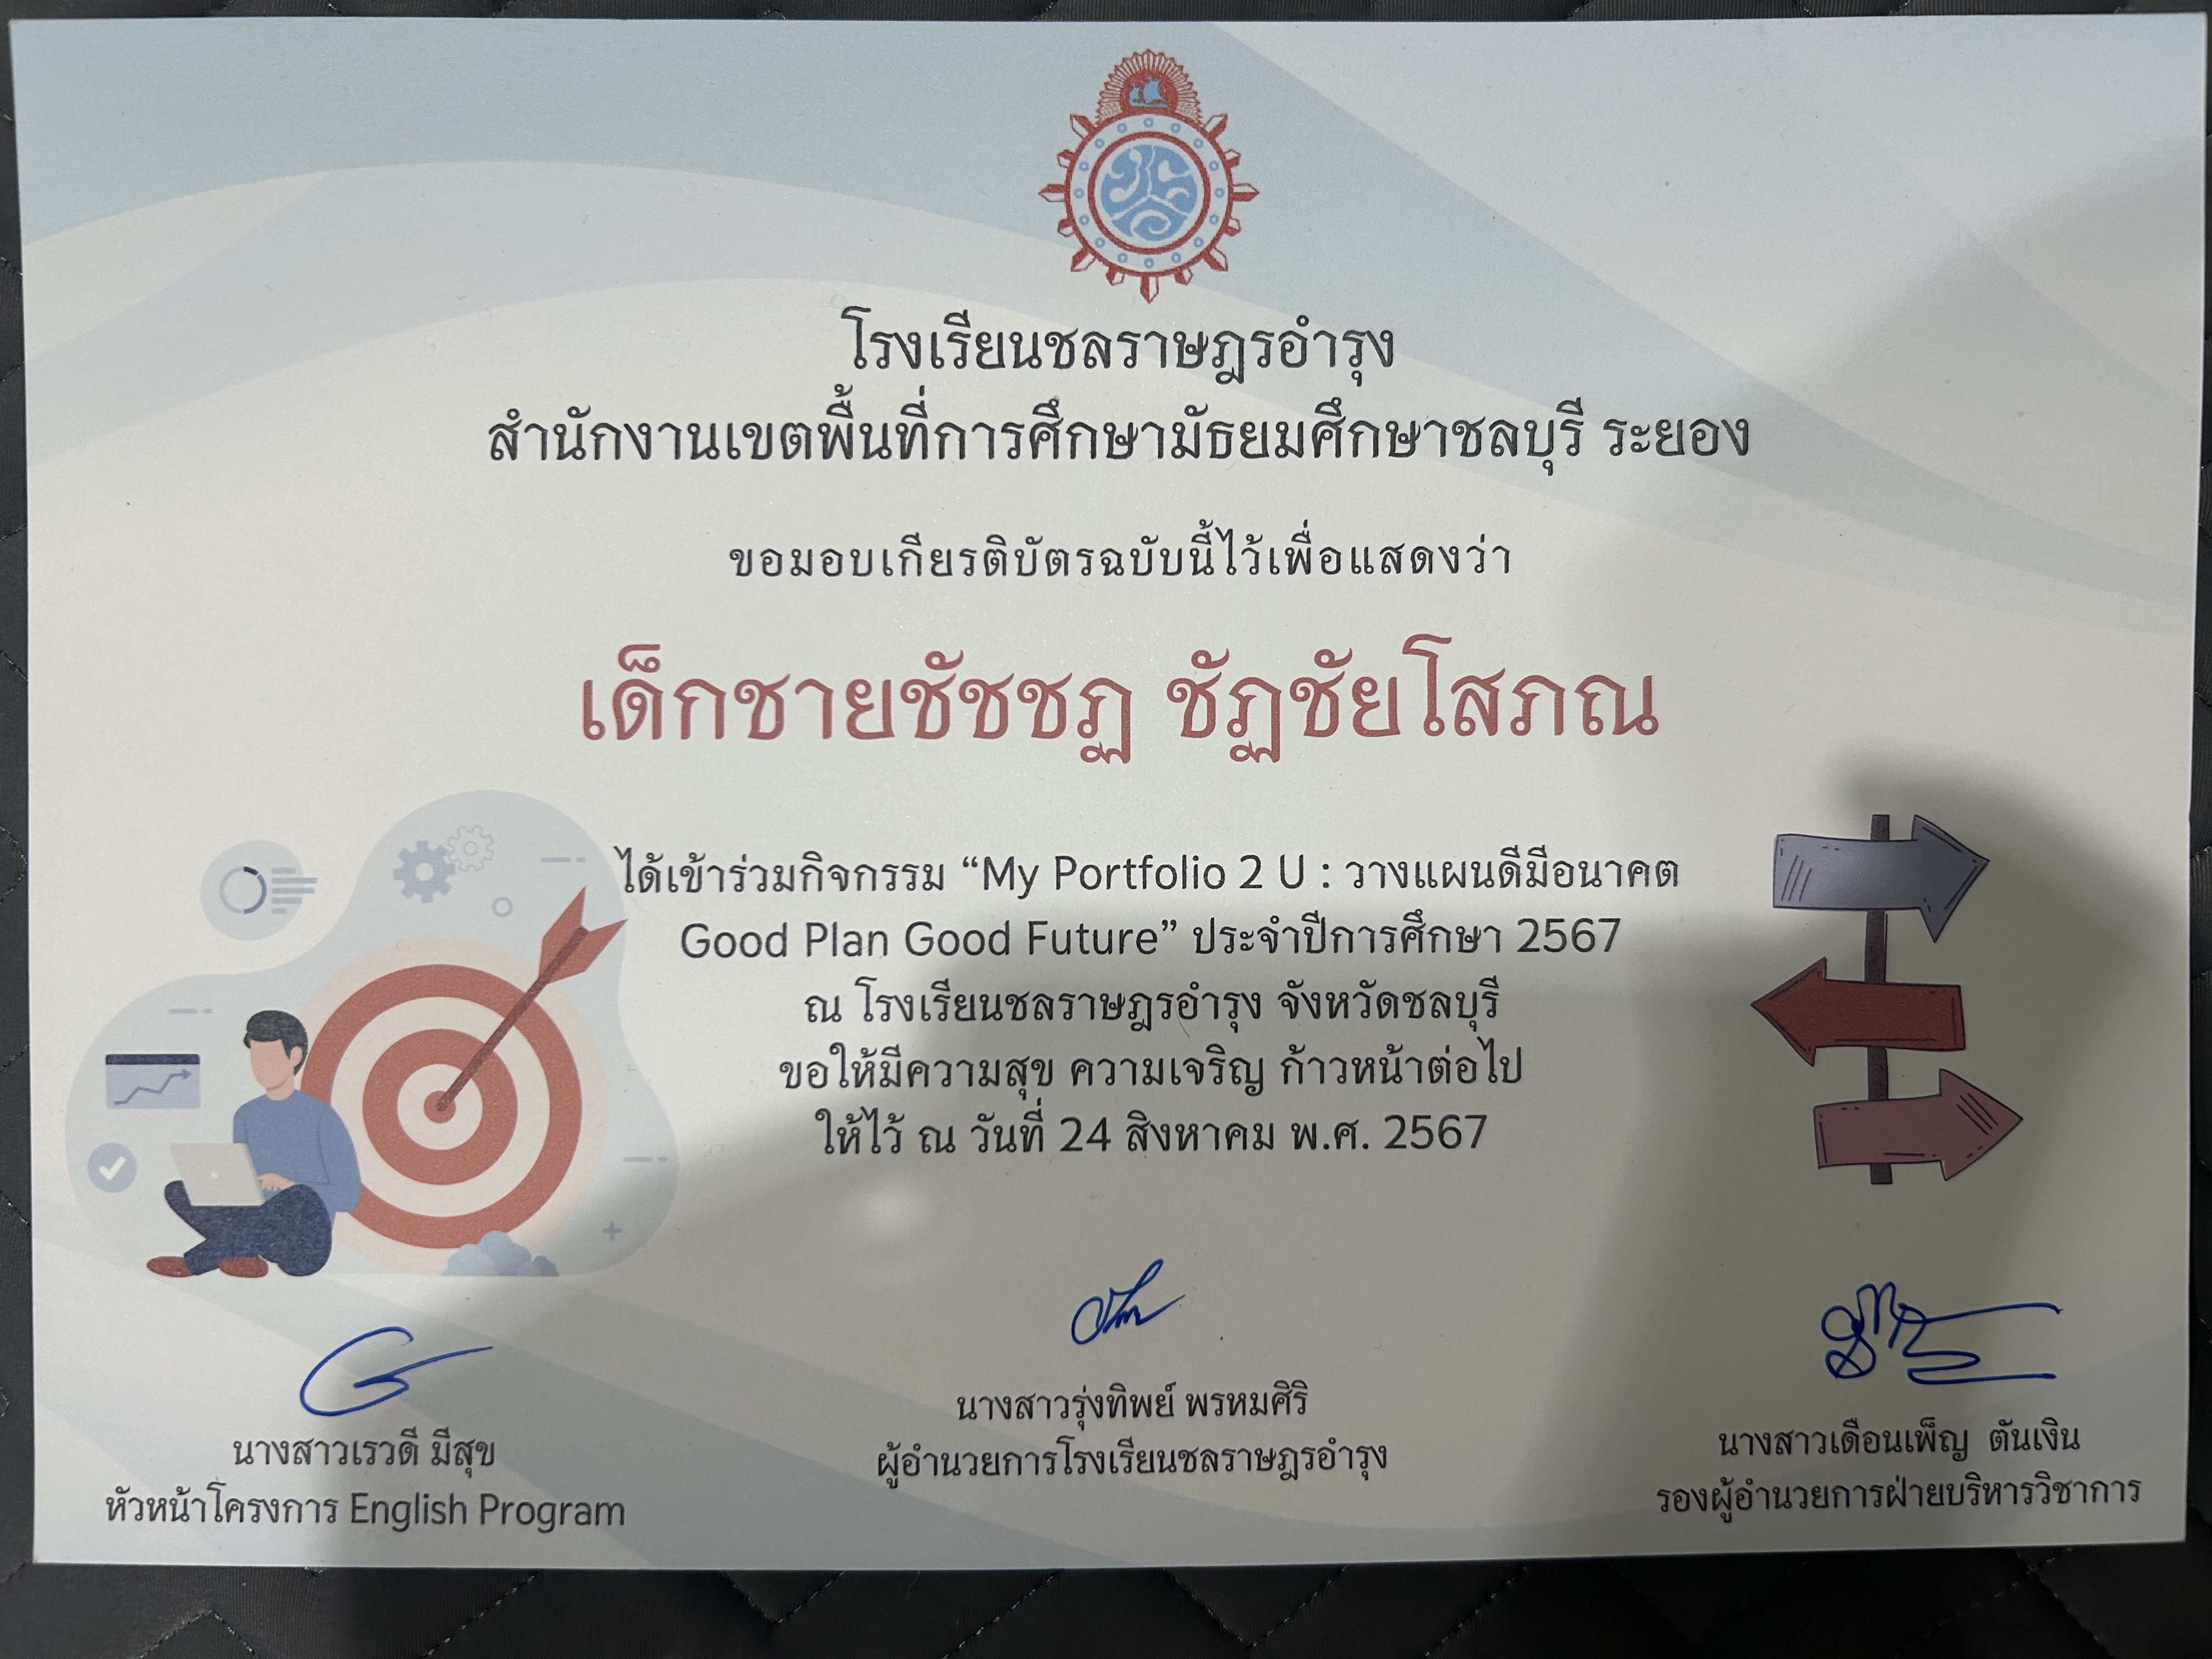 โรงเรียนชลราษฎรอำรุง
สำนักงานเขตพื้นที่การศึกษามัธยมศึกษาชลบุรี ระยอง
ขอมอบเกียรติบัตรฉบับนี้ไว้เพื่อแสดงว่า
เด็กชายชัชชฏ ชัฏชัยโสภณ
ได้เข้าร่วมกิจกรรม “My Portfolio 2 U : วางแผนดีมีอนาคต
Good Plan Good Future” ประจำปีการศึกษา 2567
ณ โรงเรียนชลราษฎรอำรุง จังหวัดชลบุรี
ขอให้มีความสุข ความเจริญ ก้าวหน้าต่อไป
ให้ไว้ ณ วันที่ 24 สิงหาคม พ.ศ. 2567
นางสาวเรวดี มีสุข
หัวหน้าโครงการ English Program
นางสาวรุ่งทิพย์ พรหมศิริ
ผู้อำนวยการโรงเรียนชลราษฎรอำรุง
นางสาวเดือนเพ็ญ ตันเงิน
รองผู้อำนวยการฝ่ายบริหารวิชาการ